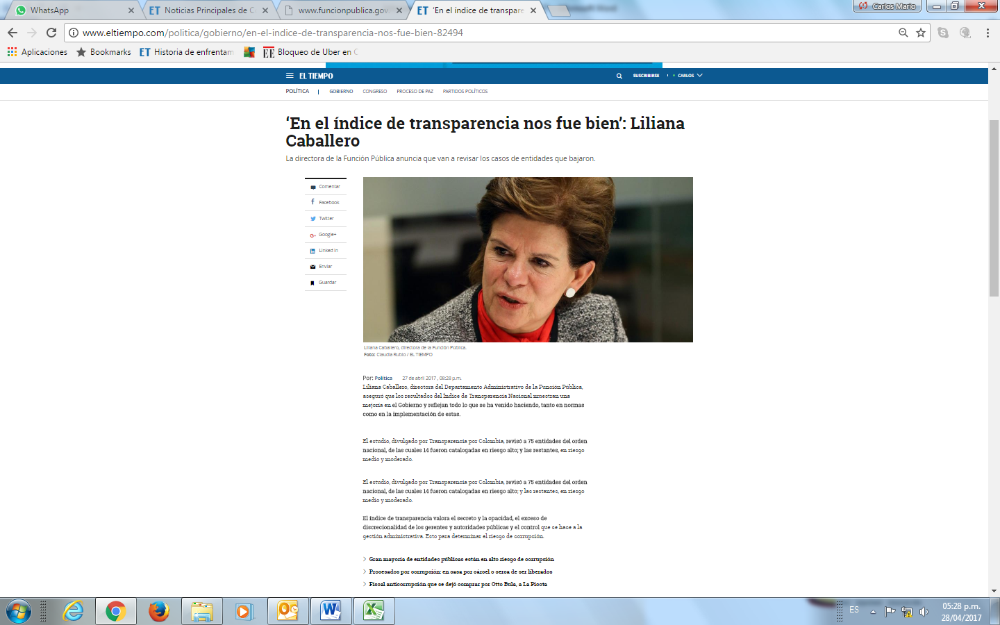 WhatsApp
ET Noticias Principales de C
www.funcionpublica.gov
ET 'En el índice de transpare
Carlos Mario
www.eltiempo.com/politica/gobierno/en-el-indice-de-transparencia-nos-fue-bien-82494
Aplicaciones
Bookmarks
ET Historia de enfrentam
EE Bloqueo de Uber en C
EL TIEMPO
SUSCRIBIRSE
CARLOS
POLÍTICA
GOBIERNO
CONGRESO
PROCESO DE PAZ
PARTIDOS POLÍTICOS
‘En el índice de transparencia nos fue bien’: Liliana
Caballero
La directora de la Función Pública anuncia que van a revisar los casos de entidades que bajaron.
Comentar
Facebook
Twitter
Google+
Linked In
Enviar
Guardar
Liliana Caballero, directora de la Función Pública.
Foto: Claudia Rubio / EL TIEMPO
Por: Política 27 de abril 2017 , 08:28 p.m.
Liliana Caballero, directora del Departamento Administrativo de la Función Pública,
aseguró que los resultados del Índice de Transparencia Nacional muestran una
mejoría en el Gobierno y reflejan todo lo que se ha venido haciendo, tanto en normas
como en la implementación de estas.
El estudio, divulgado por Transparencia por Colombia, revisó a 75 entidades del orden
nacional, de las cuales 14 fueron catalogadas en riesgo alto; y las restantes, en riesgo
medio y moderado.
El estudio, divulgado por Transparencia por Colombia, revisó a 75 entidades del orden
nacional, de las cuales 14 fueron catalogadas en riesgo alto; y las restantes, en riesgo
medio y moderado.
El índice de transparencia valora el secreto y la opacidad, el exceso de
discrecionalidad de los gerentes y autoridades públicas y el control que se hace a la
gestión administrativa. Esto para determinar el riesgo de corrupción.
Gran mayoría de entidades públicas están en alto riesgo de corrupción
Procesados por corrupción: en casa por cárcel o cerca de ser liberados
Fiscal anticorrupción que se dejó comprar por Otto Bula, a La Picota
ES
05:28 p.m.
28/04/2017